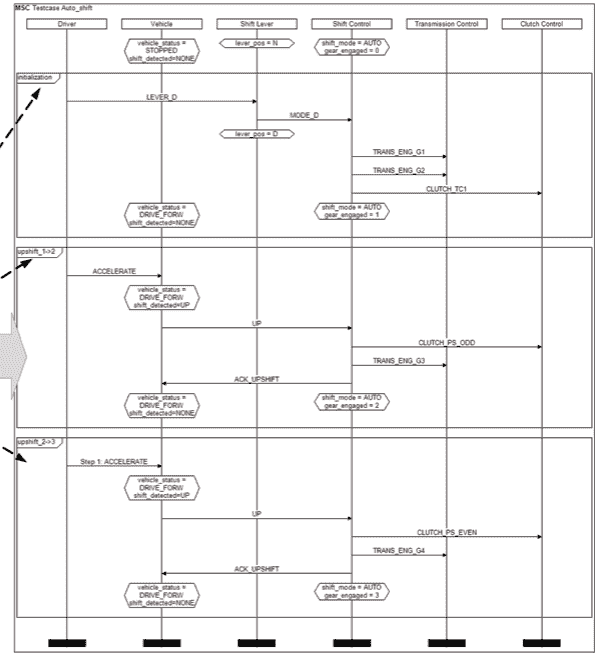 MSC Testcase Auto_shift
Driver
Vehicle
Shift Lever
Shift Control
Transmission Control
Clutch Control
vehicle_status =
STOPPED
shift_detected=NONE
lever_pos = N
shift_mode = AUTO
gear_engaged = 0
initialization
LEVER_D
MODE_D
lever_pos = D
TRANS_ENG_G1
TRANS_ENG_G2
CLUTCH_TC1
vehicle_status =
DRIVE_FORW
shift_detected=NONE
shift_mode = AUTO
gear_engaged = 1
upshift_1->2
ACCELERATE
vehicle_status =
DRIVE_FORW
shift_detected=UP
UP
CLUTCH_PS_ODD
TRANS_ENG_G3
ACK_UPSHIFT
vehicle_status =
DRIVE_FORW
shift_detected=NONE
shift_mode = AUTO
gear_engaged = 2
upshift_2->3
Step 1: ACCELERATE
vehicle_status =
DRIVE_FORW
shift_detected=UP
UP
CLUTCH_PS_EVEN
TRANS_ENG_G4
ACK_UPSHIFT
vehicle_status =
DRIVE_FORW
shift_detected=NONE
shift_mode = AUTO
gear_engaged = 3